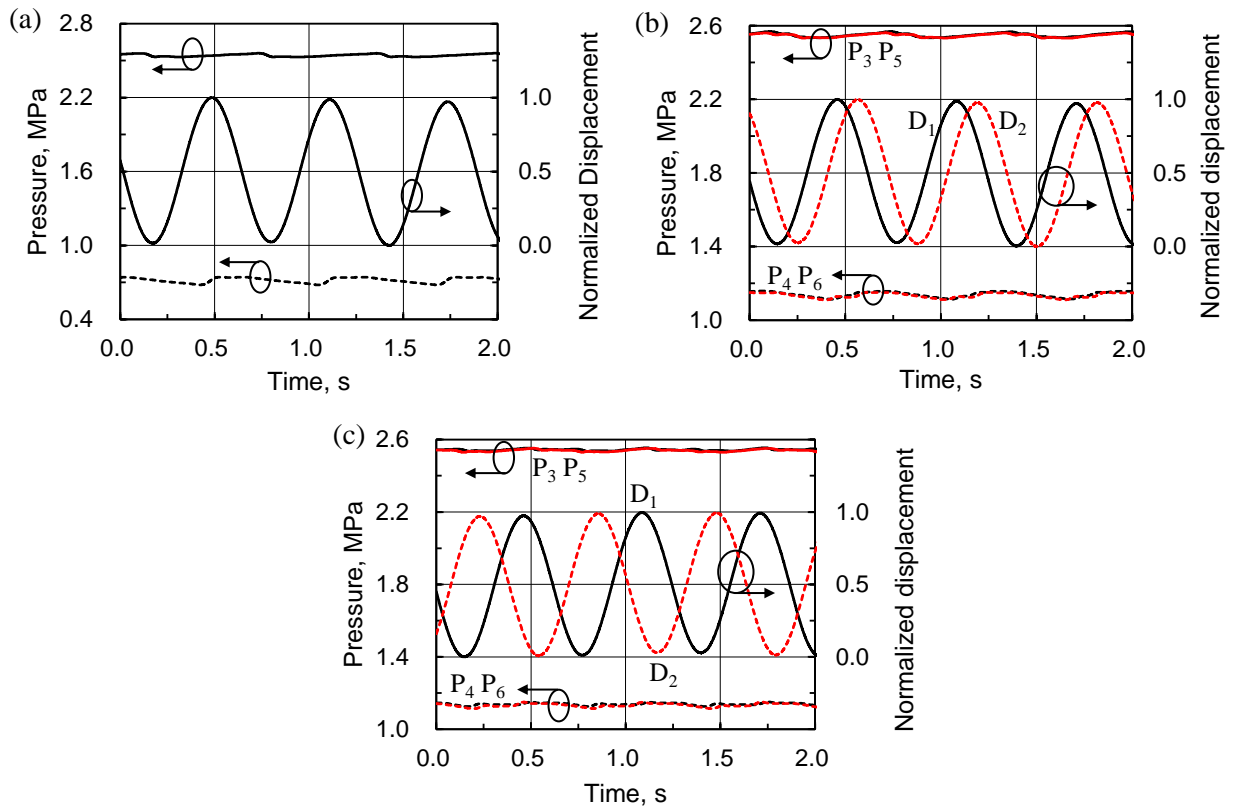 (a)
2.8
2.2
1.6
1.0
0.4
Pressure, MPa
1.0
0.5
0.0
Normalized Displacement
0.0 0.5 1.0 1.5 2.0
Time, s
(b)
2.6
2.2
1.8
1.4
1.0
Pressure, MPa
P3 P5
D1 D2
P4 P6
1.0
0.5
0.0
Normalized displacement
0.0 0.5 1.0 1.5 2.0
Time, s
(c)
2.6
2.2
1.8
1.4
1.0
Pressure, MPa
P3 P5
D1
D2
P4 P6
1.0
0.5
0.0
Normalized displacement
0.0 0.5 1.0 1.5 2.0
Time, s